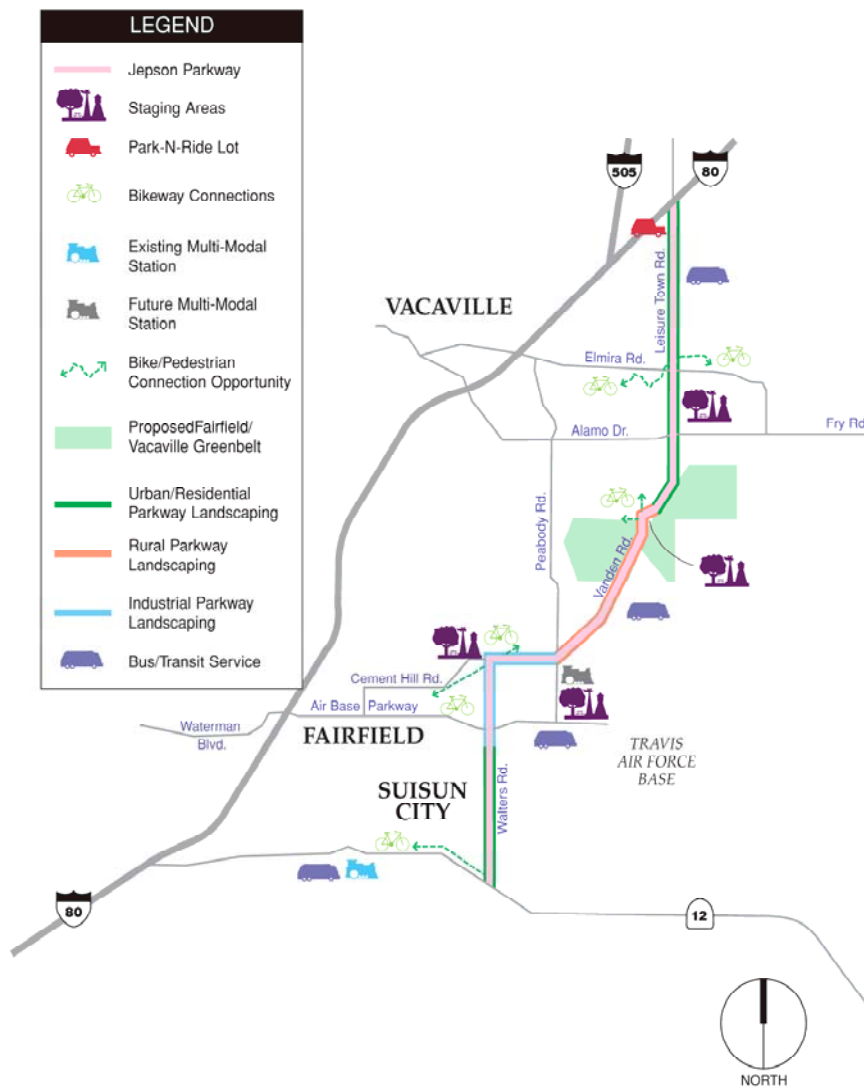 LEGEND
Jepson Parkway
Staging Areas
Park-N-Ride Lot
Bikeway Connections
Existing Multi-Modal
Station
Future Multi-Modal
Station
Bike/Pedestrian
Connection Opportunity
ProposedFairfield/
Vacaville Greenbelt
Urban/Residential
Parkway Landscaping
Rural Parkway
Landscaping
Industrial Parkway
Landscaping
Bus/Transit Service
505
80
Leisure Town Rd.
VACAVILLE
Elmira Rd.
Alamo Dr.
Fry Rd
Peabody Rd.
Vanden Rd.
Cement Hill Rd.
Air Base Parkway
Waterman
Blvd.
FAIRFIELD
TRAVIS
AIR FORCE
BASE
SUISUN
CITY
Walters Rd.
80
12
NORTH